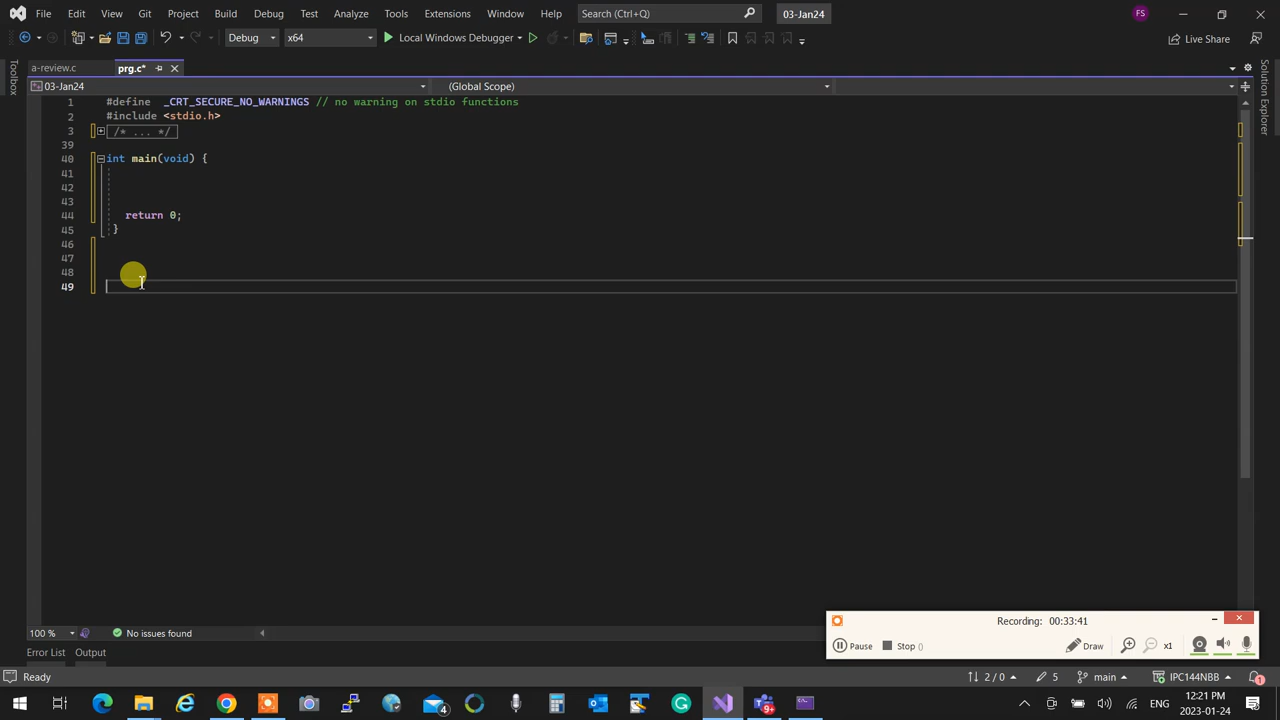 File Edit View Git Project Build Debug Test Analyze Tools Extensions Window Help Search (Ctrl+Q) 03-Jan24 FS
Debug x64 Local Windows Debugger Live Share
Toolbox
a-review.c prg.c*
Solution Explorer
03-Jan24 (Global Scope)
1 #define _CRT_SECURE_NO_WARNINGS // no warning on stdio functions
2 #include <stdio.h>
3 /* ... */
39
40 int main(void) {
41
42
43
44 return 0;
45 }
46
47
48
49
Recording: 00:33:41
Pause Stop () Draw x1
100 % No issues found
Error List Output
Ready 2 / 0 5 main IPC144NBB 1
4 9+ ENG 12:21 PM
2023-01-24